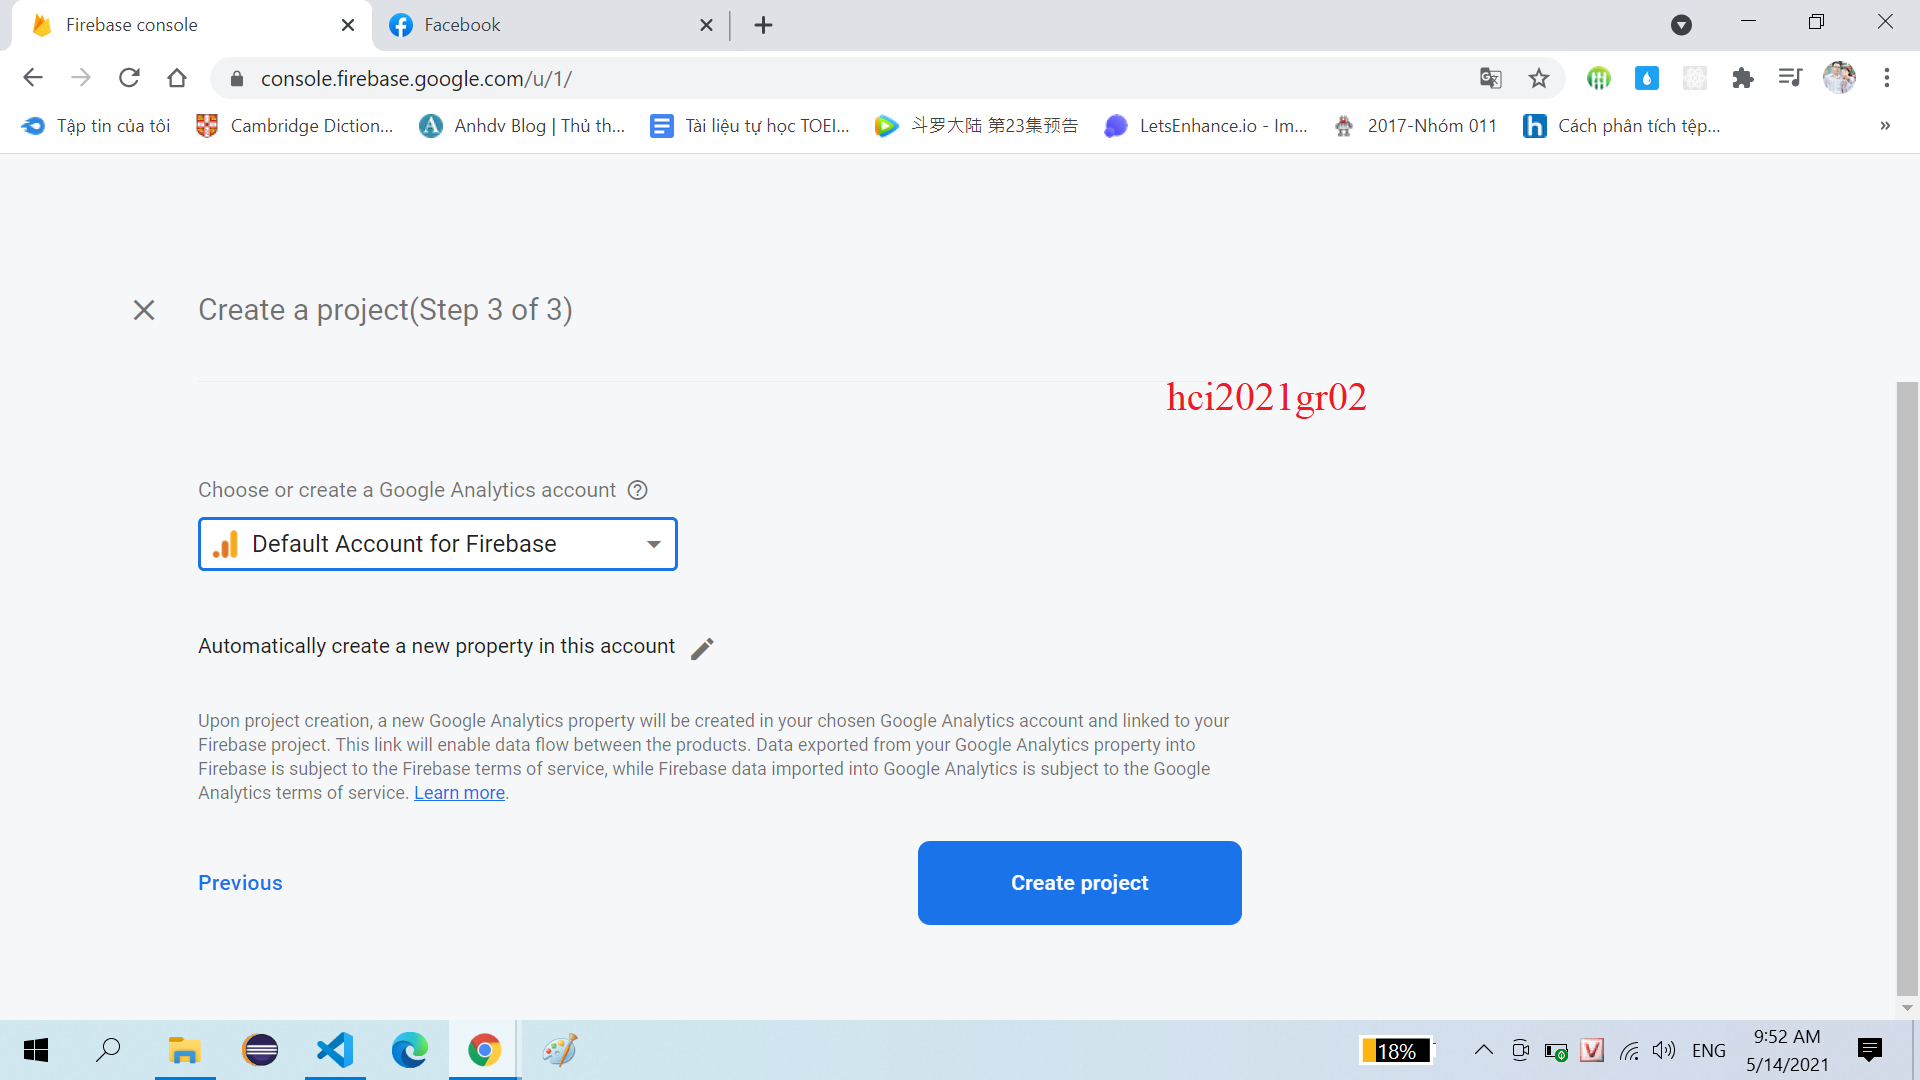 Firebase console
Facebook
console.firebase.google.com/u/1/
Tập tin của tôi
Cambridge Diction...
Anhdv Blog | Thủ th...
Tài liệu tự học TOEI...
斗罗大陆 第23集预告
LetsEnhance.io - Im...
2017-Nhóm 011
Cách phân tích tệp...
»
Create a project(Step 3 of 3)
hci2021gr02
Choose or create a Google Analytics account
Default Account for Firebase
Automatically create a new property in this account
Upon project creation, a new Google Analytics property will be created in your chosen Google Analytics account and linked to your
Firebase project. This link will enable data flow between the products. Data exported from your Google Analytics property into
Firebase is subject to the Firebase terms of service, while Firebase data imported into Google Analytics is subject to the Google
Analytics terms of service. Learn more.
Previous
Create project
18%
ENG
9:52 AM
5/14/2021